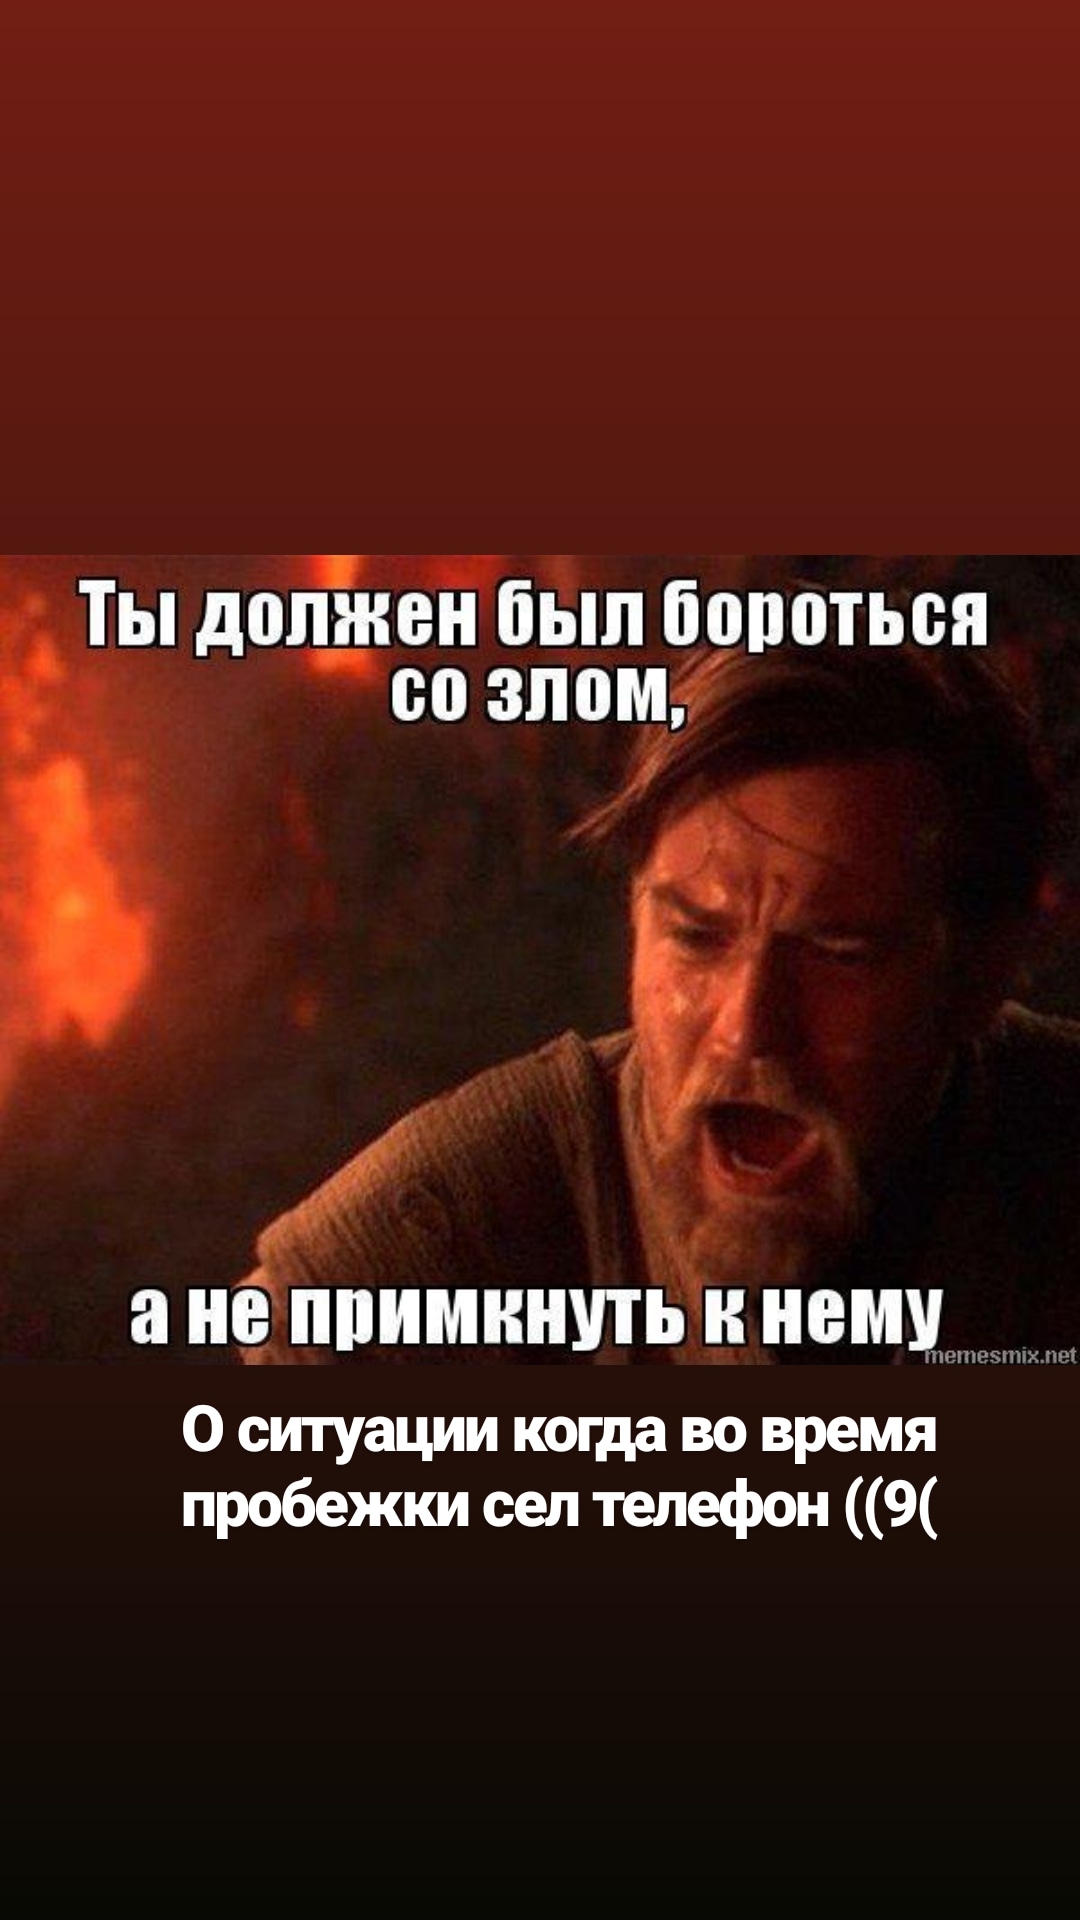 Ты должен был бороться
со злом,
а не примкнуть к нему
memesmix.net
О ситуации когда во время
пробежки сел телефон ((9(